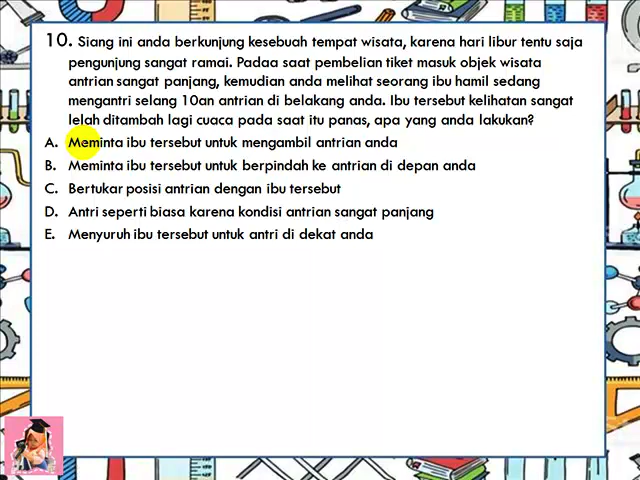 10. Siang ini anda berkunjung kesebuah tempat wisata, karena hari libur tentu saja
pengunjung sangat ramai. Padaa saat pembelian tiket masuk objek wisata
antrian sangat panjang, kemudian anda melihat seorang ibu hamil sedang
mengantri selang 10an antrian di belakang anda. Ibu tersebut kelihatan sangat
lelah ditambah lagi cuaca pada saat itu panas, apa yang anda lakukan?
A. Meminta ibu tersebut untuk mengambil antrian anda
B. Meminta ibu tersebut untuk berpindah ke antrian di depan anda
C. Bertukar posisi antrian dengan ibu tersebut
D. Antri seperti biasa karena kondisi antrian sangat panjang
E. Menyuruh ibu tersebut untuk antri di dekat anda